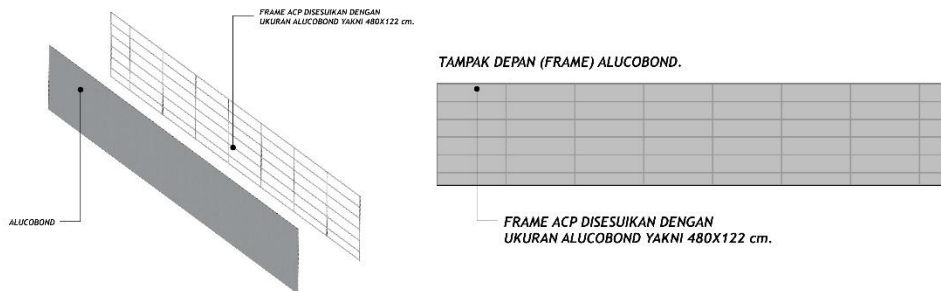 FRAME ACP DISESUIKAN DENGAN
UKURAN ALUCOBOND YAKNI 480X122 cm.
ALUCOBOND
TAMPAK DEPAN (FRAME) ALUCOBOND.
FRAME ACP DISESUIKAN DENGAN
UKURAN ALUCOBOND YAKNI 480X122 cm.